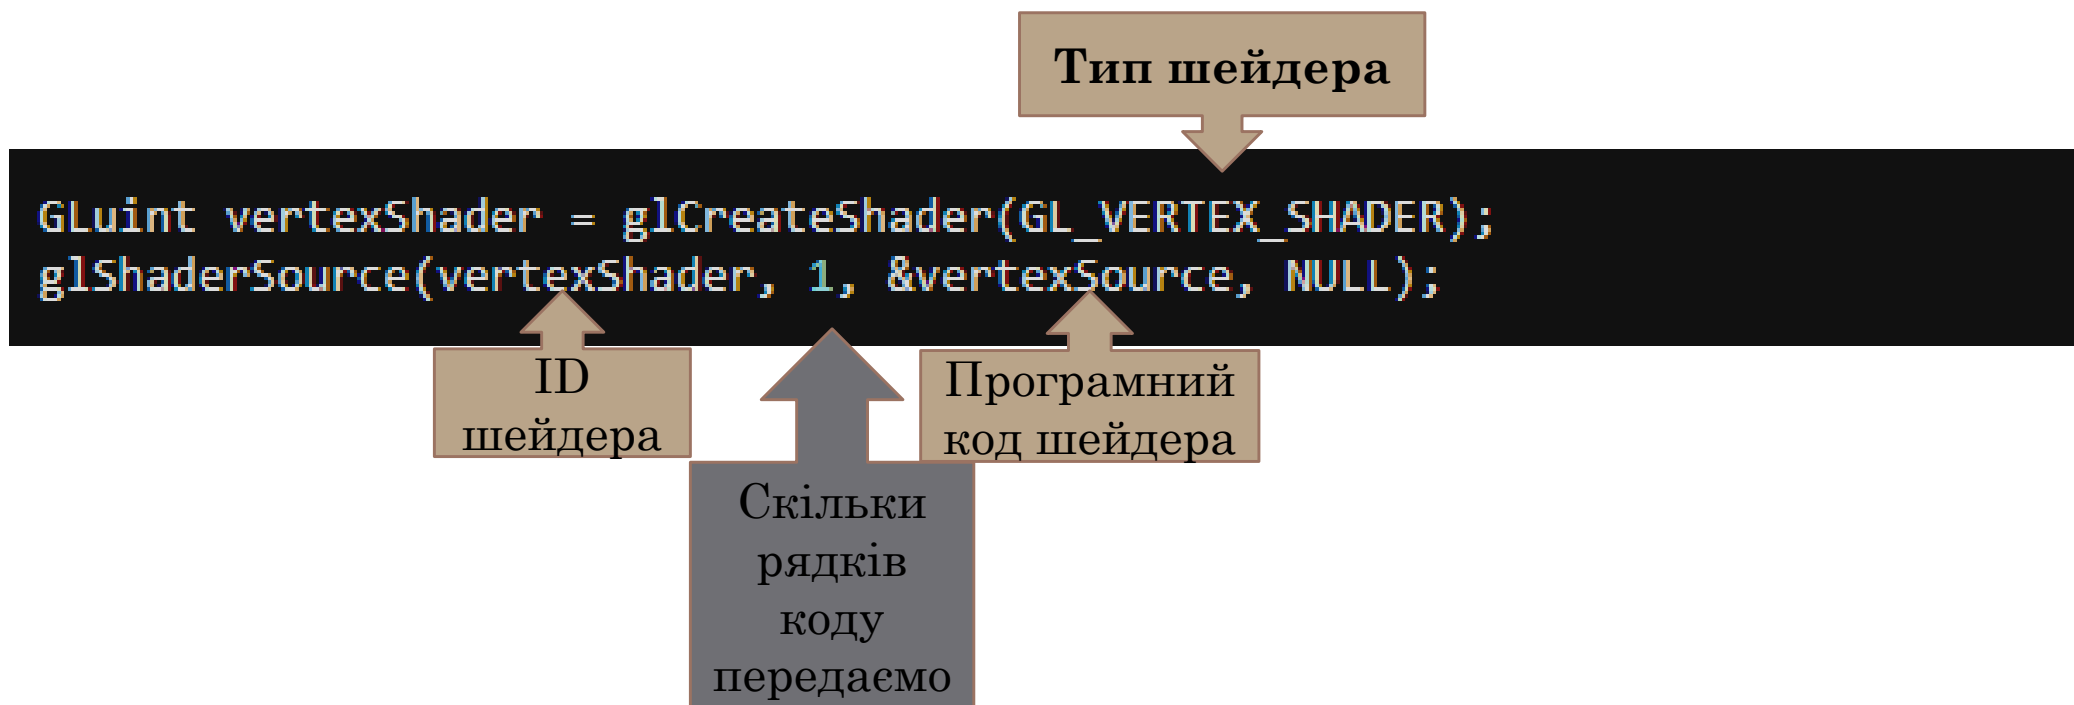 Тип шейдера
GLuint vertexShader = glCreateShader(GL_VERTEX_SHADER);
glShaderSource(vertexShader, 1, &vertexSource, NULL);
ID
шейдера
Програмний
код шейдера
Скільки
рядків
коду
передаємо